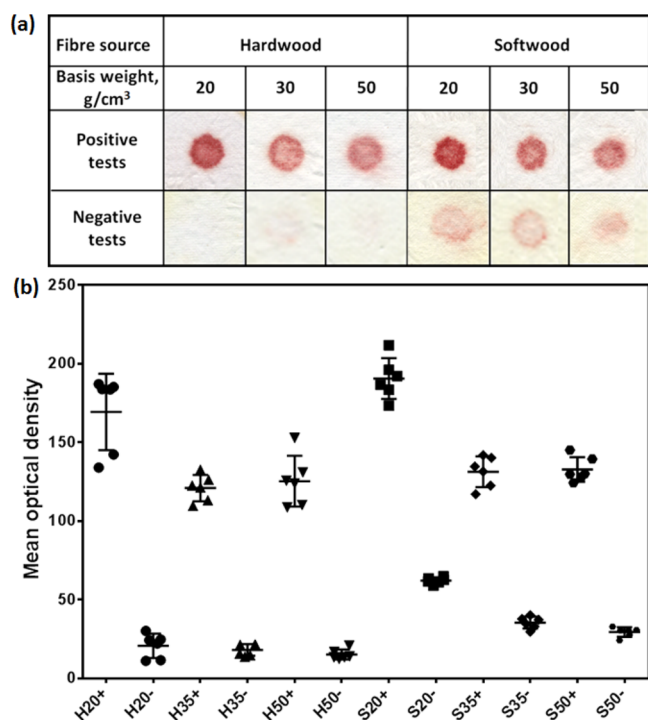 (a)
Fibre source Hardwood Softwood
Basis weight, g/cm³ 20 30 50 20 30 50
Positive tests
Negative tests
(b)
Mean optical density
250
200
150
100
50
0
H20+ H20- H35+ H35- H50+ H50- S20+ S20- S35+ S35- S50+ S50-